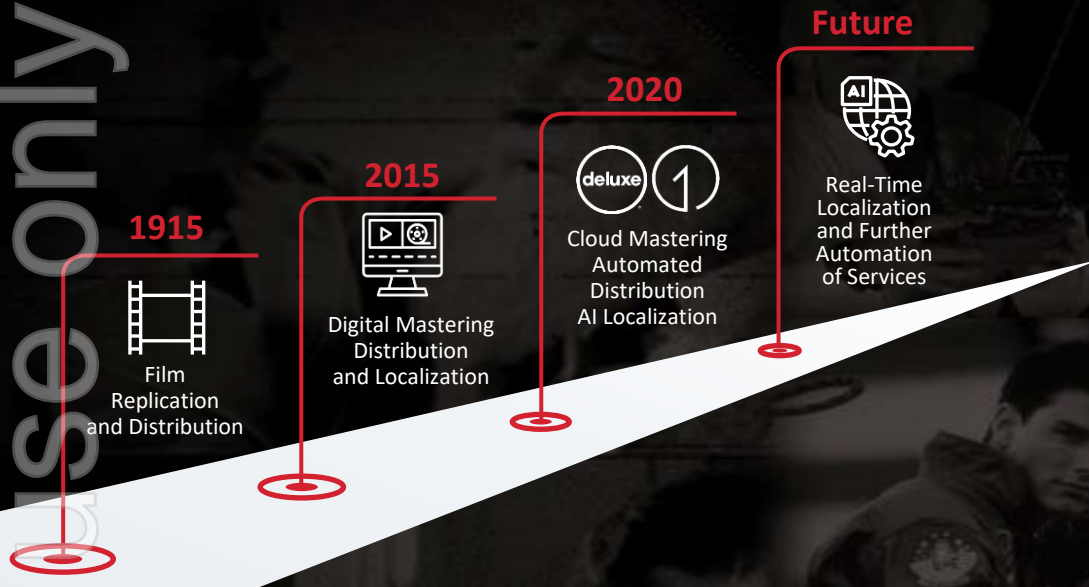 use only
1915
Film
Replication
and Distribution
2015
Digital Mastering
Distribution
and Localization
2020
deluxe 1
Cloud Mastering
Automated
Distribution
AI Localization
Future
AI
Real-Time
Localization
and Further
Automation
of Services